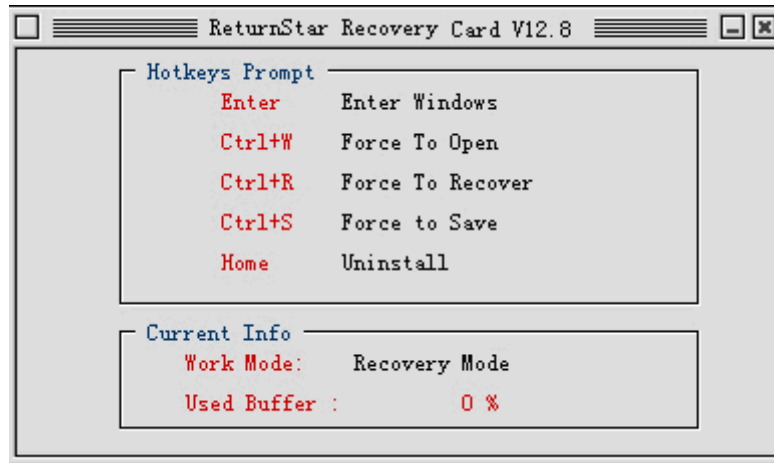 ReturnStar Recovery Card V12.8
Hotkeys Prompt
Enter Enter Windows
Ctrl+W Force To Open
Ctrl+R Force To Recover
Ctrl+S Force to Save
Home Uninstall
Current Info
Work Mode: Recovery Mode
Used Buffer : 0 %